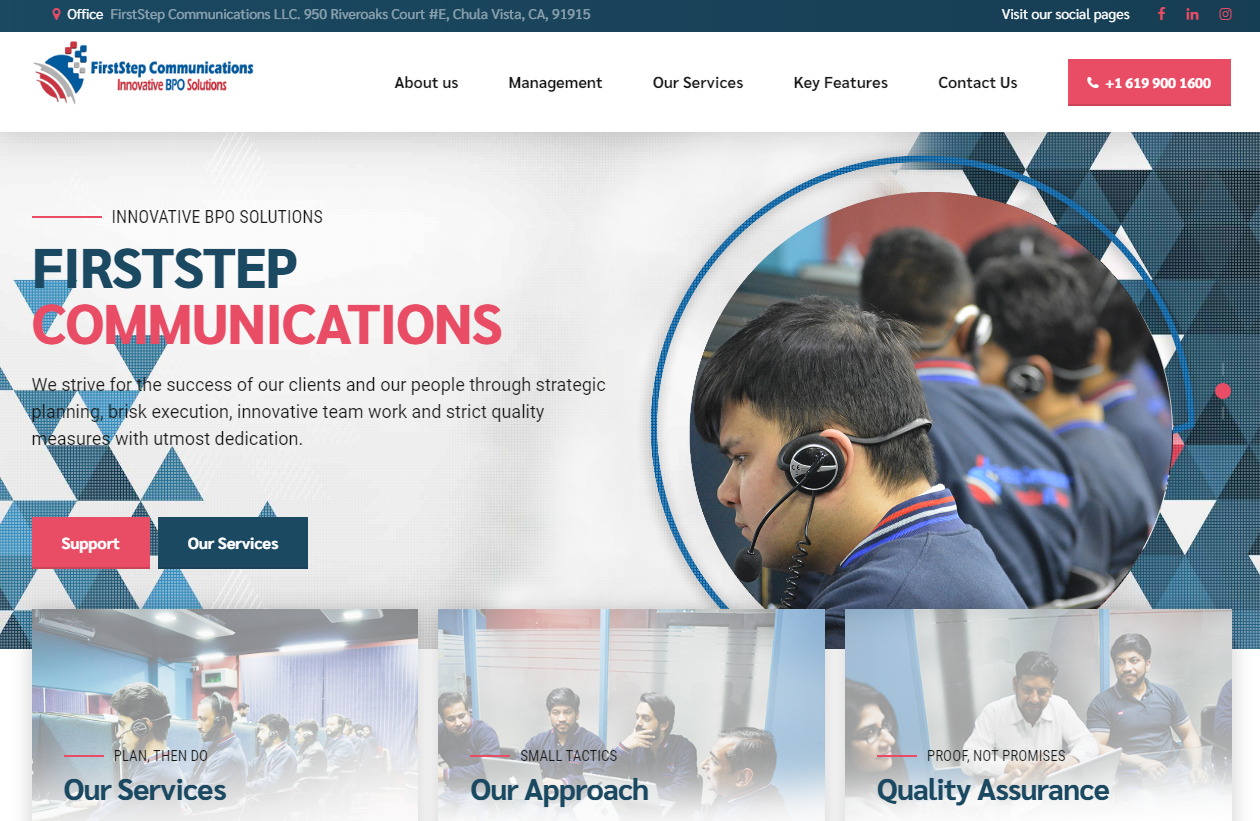 Office FirstStep Communications LLC. 950 Riveroaks Court #E, Chula Vista, CA, 91915
Visit our social pages
FirstStep Communications
Innovative BPO Solutions
About us
Management
Our Services
Key Features
Contact Us
+1 619 900 1600
INNOVATIVE BPO SOLUTIONS
FIRSTSTEP
COMMUNICATIONS
We strive for the success of our clients and our people through strategic
planning, brisk execution, innovative team work and strict quality
measures with utmost dedication.
Support
Our Services
PLAN, THEN DO
Our Services
SMALL TACTICS
Our Approach
PROOF, NOT PROMISES
Quality Assurance